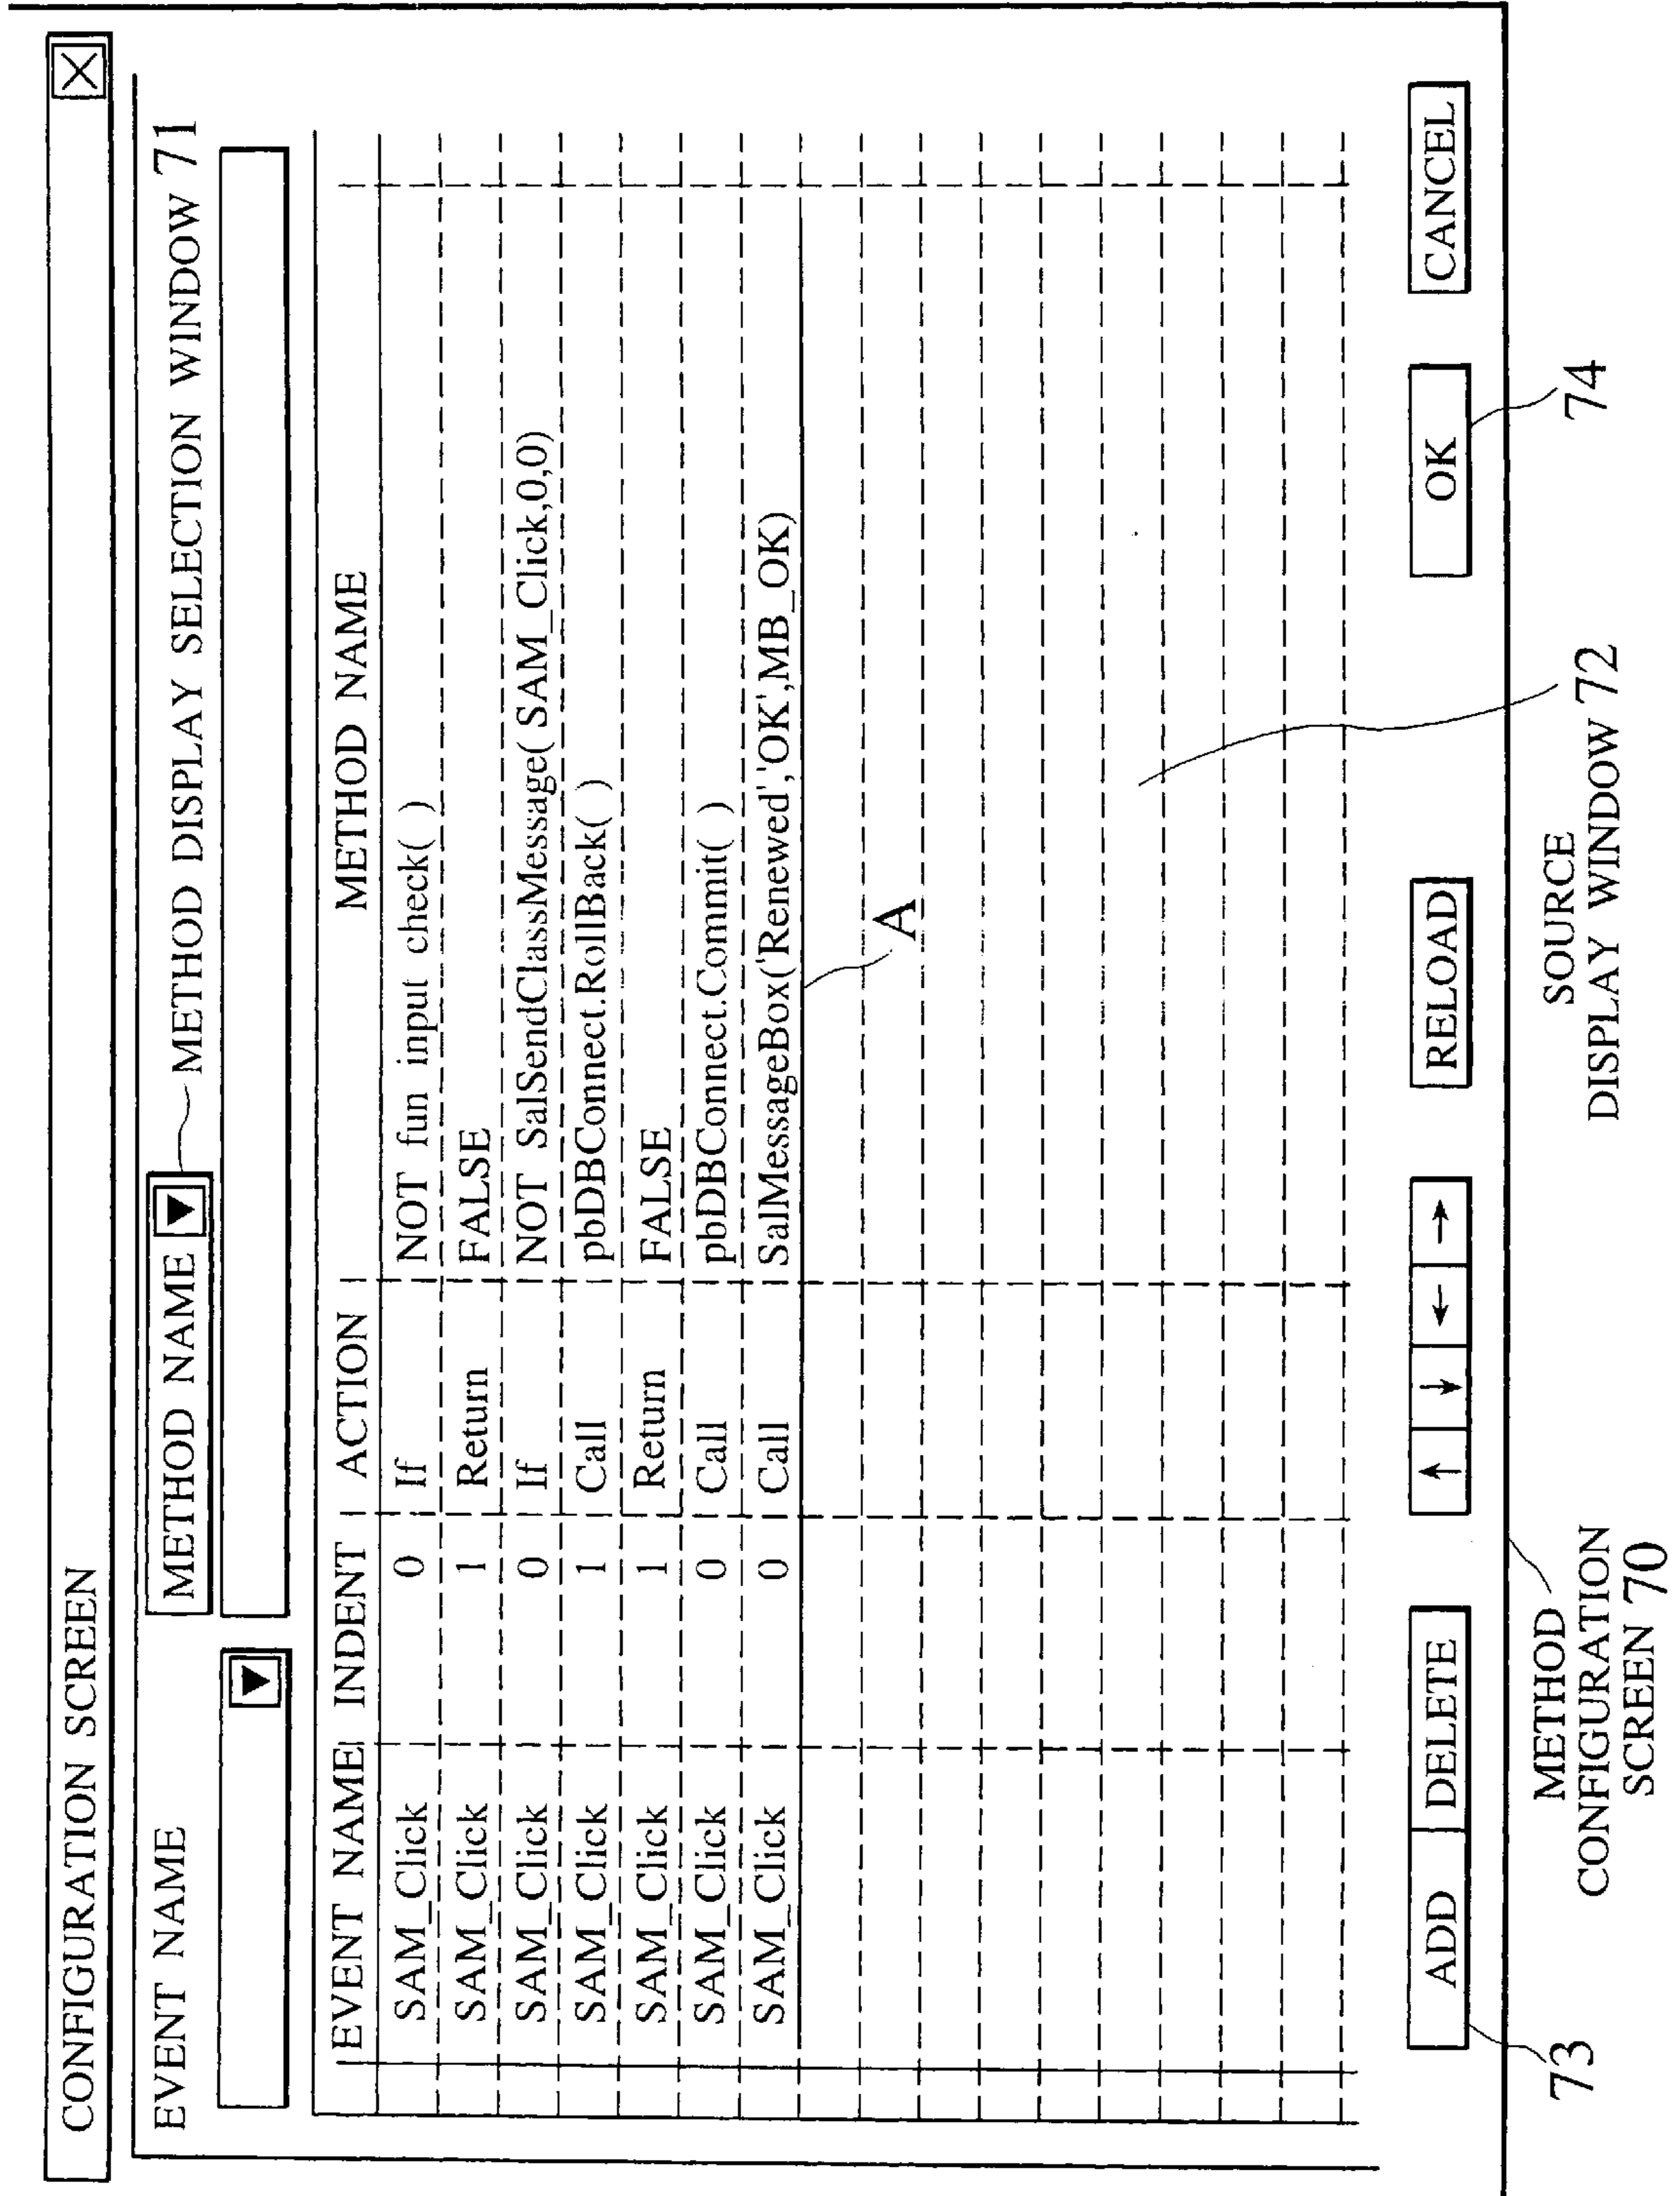 CONFIGURATION SCREEN
EVENT NAME
METHOD NAME
METHOD DISPLAY SELECTION WINDOW 71
EVENT NAME INDENT ACTION METHOD NAME
SAM_Click 0 If NOT fun input check( )
SAM_Click 1 Return FALSE
SAM_Click 0 If NOT SalSendClassMessage( SAM_Click,0,0)
SAM_Click 1 Call pbDBConnect.RollBack( )
SAM_Click 1 Return FALSE
SAM_Click 0 Call pbDBConnect.Commit( )
SAM_Click 0 Call SalMessageBox('Renewed','OK',MB_OK)
A
ADD DELETE ↑ ↓ ← → RELOAD OK CANCEL
73
METHOD
CONFIGURATION
SCREEN 70
SOURCE
DISPLAY WINDOW 72
74